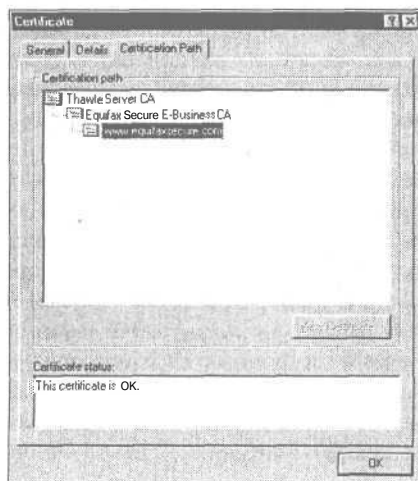 Certificate
General Details Certification Path
Certification path
Thawte Server CA
Equifax Secure E-Business CA
www.equifaxsecure.com
View Certificate
Certificate status:
This certificate is OK.
OK